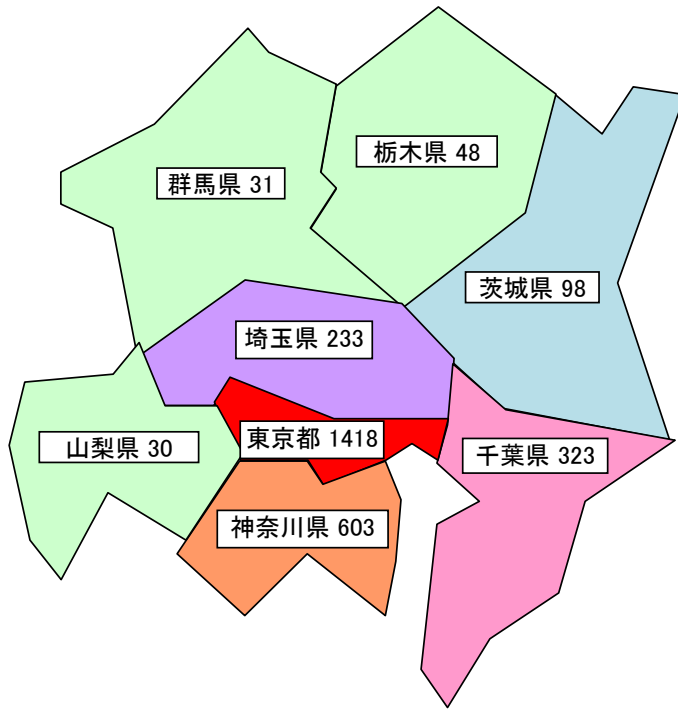 栃木県 48
群馬県 31
茨城県 98
埼玉県 233
東京都 1418
山梨県 30
千葉県 323
神奈川県 603